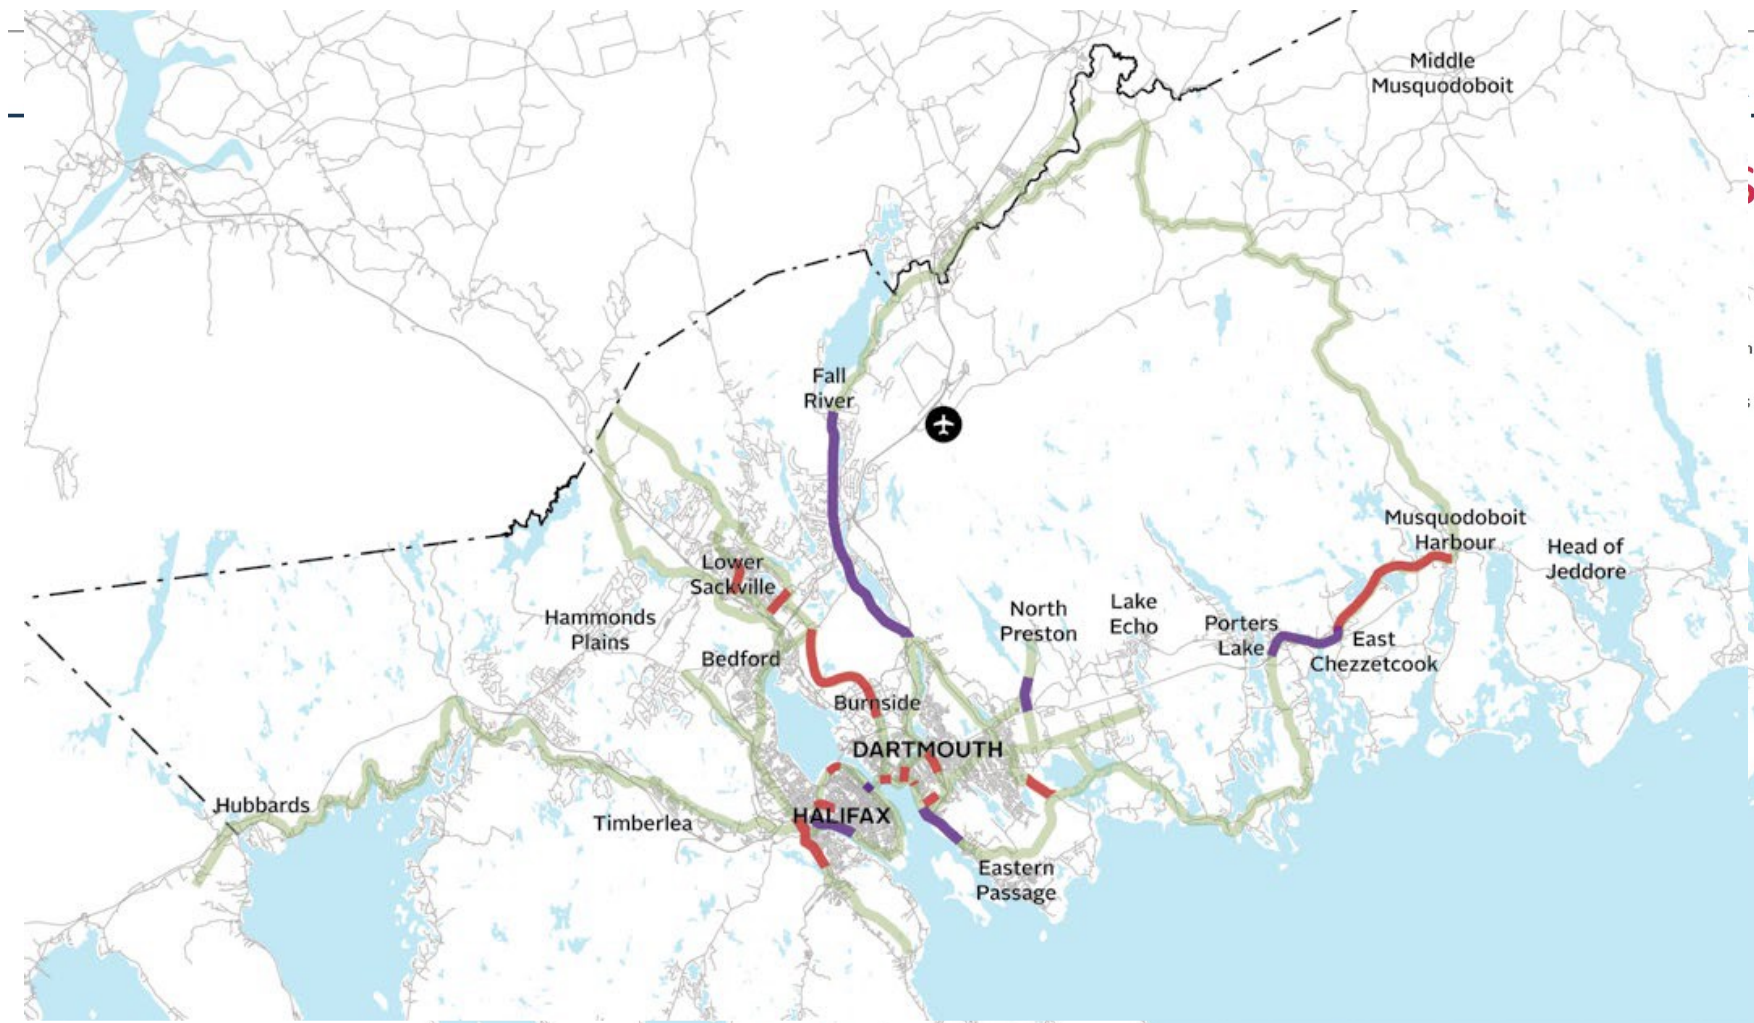 Middle
Musquodoboit
Fall
River
Musquodoboit
Harbour
Head of
Jeddore
Lower
Sackville
Hammonds
Plains
North
Preston
Lake
Echo
Porters
Lake
East
Chezzetcook
Bedford
Burnside
DARTMOUTH
Hubbards
Timberlea
HALIFAX
Eastern
Passage